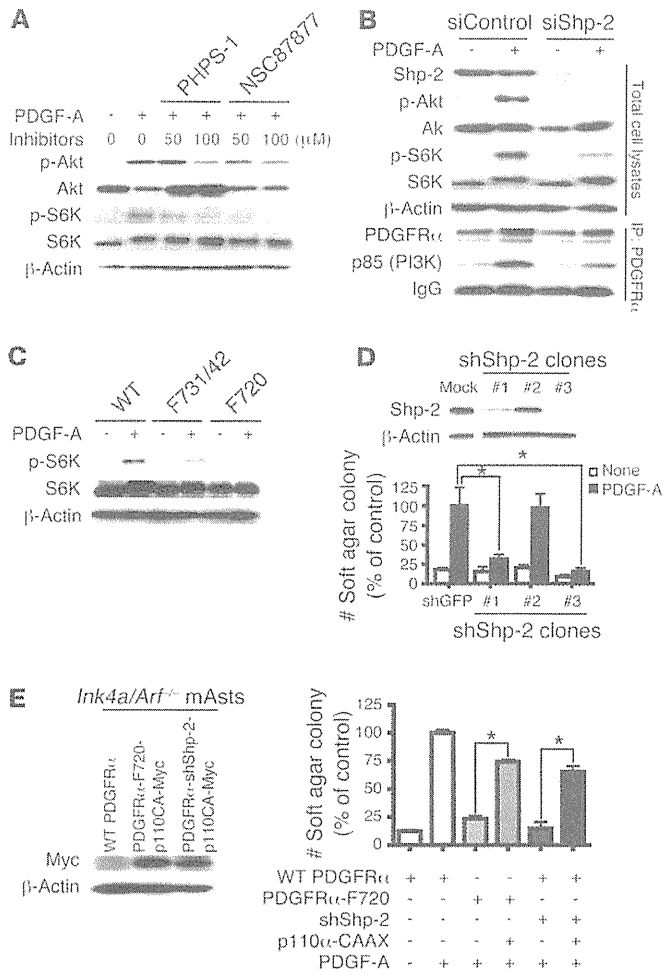 A
PHPS-1 NSC87877
PDGF-A - + + + + +
Inhibitors 0 0 50 100 50 100 (μM)
p-Akt
Akt
p-S6K
S6K
β-Actin
B
siControl siShp-2
PDGF-A - + - +
Shp-2
p-Akt
Ak
p-S6K
S6K
β-Actin
PDGFRα
p85 (PI3K)
IgG
Total cell lysates
IP: PDGFRα
C
WT F731/42 F720
PDGF-A - + - + - +
p-S6K
S6K
β-Actin
D
shShp-2 clones
Mock #1 #2 #3
Shp-2
β-Actin
# Soft agar colony
(% of control)
125
100
75
50
25
0
* *
None
PDGF-A
shGFP #1 #2 #3
shShp-2 clones
E
Ink4a/Arf-/- mAsts
WT PDGFRα
PDGFRα-F720-
p110CA-Myc
PDGFRα-shShp-2-
p110CA-Myc
Myc
β-Actin
# Soft agar colony
(% of control)
125
100
75
50
25
0
* *
WT PDGFRα + + - - + +
PDGFRα-F720 - - + + - -
shShp-2 - - - - + +
p110α-CAAX - - - + - +
PDGF-A - + + + + +